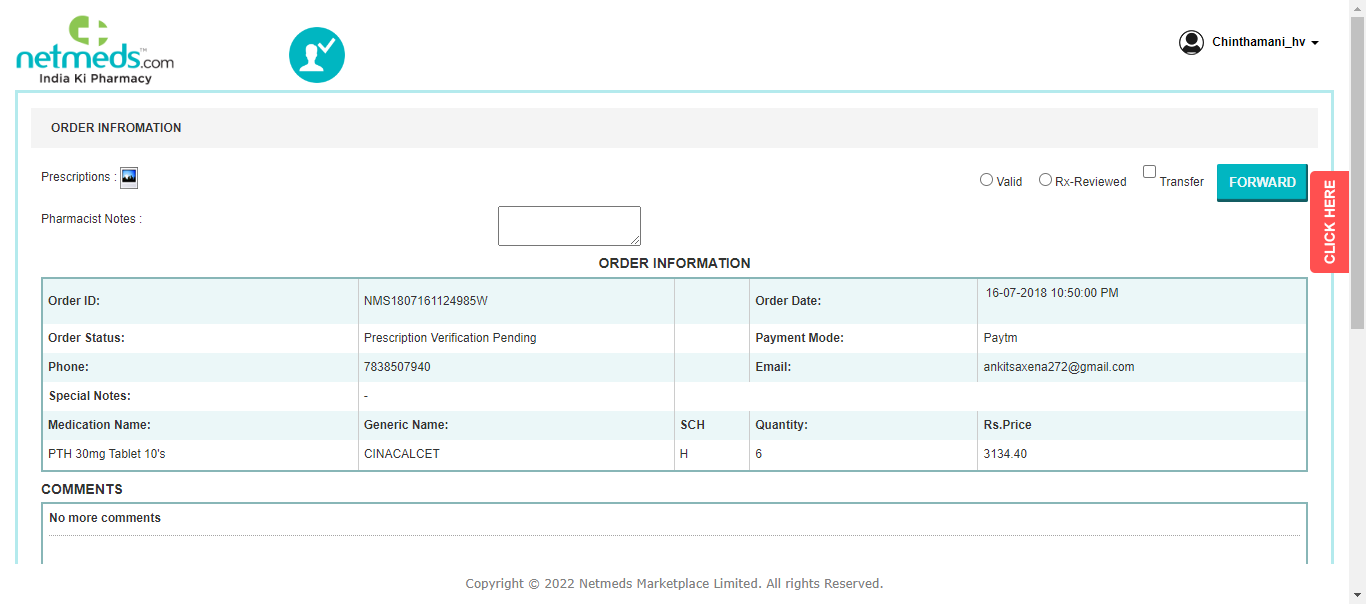 netmeds.com™
India Ki Pharmacy
Chinthamani_hv
ORDER INFROMATION
Prescriptions :
Valid Rx-Reviewed Transfer FORWARD
CLICK HERE
Pharmacist Notes :
ORDER INFORMATION
Order ID: NMS1807161124985W Order Date: 16-07-2018 10:50:00 PM
Order Status: Prescription Verification Pending Payment Mode: Paytm
Phone: 7838507940 Email: ankitsaxena272@gmail.com
Special Notes: -
Medication Name: Generic Name: SCH Quantity: Rs.Price
PTH 30mg Tablet 10's CINACALCET H 6 3134.40
COMMENTS
No more comments
Copyright © 2022 Netmeds Marketplace Limited. All rights Reserved.